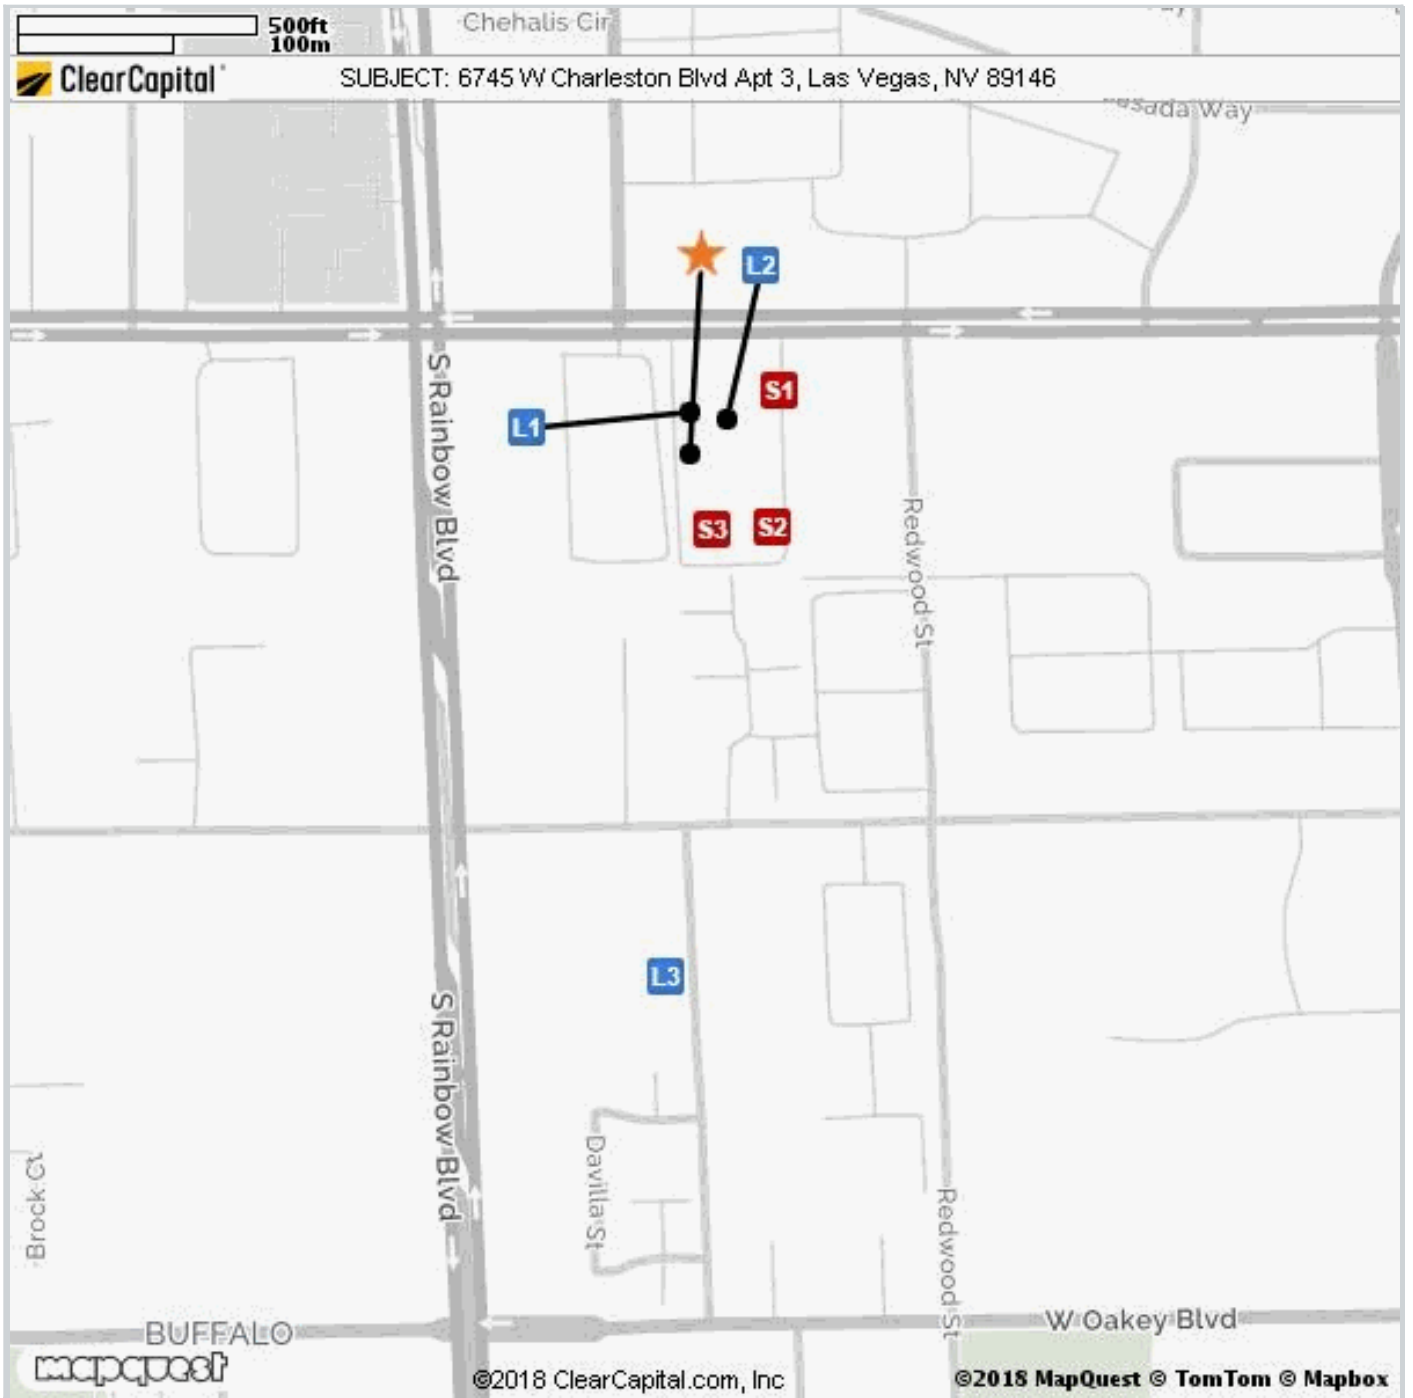 500ft
100m
Chehalis Cir
ClearCapital
SUBJECT: 6745 W Charleston Blvd Apt 3, Las Vegas, NV 89146
Way
L2
S1
L1
S Rainbow Blvd
S3
S2
Redwood St
L3
S Rainbow Blvd
Davilla St
Brock Ct
Redwood St
BUFFALO
W Oakey Blvd
mapquest
©2018 ClearCapital.com, Inc
©2018 MapQuest © TomTom © Mapbox